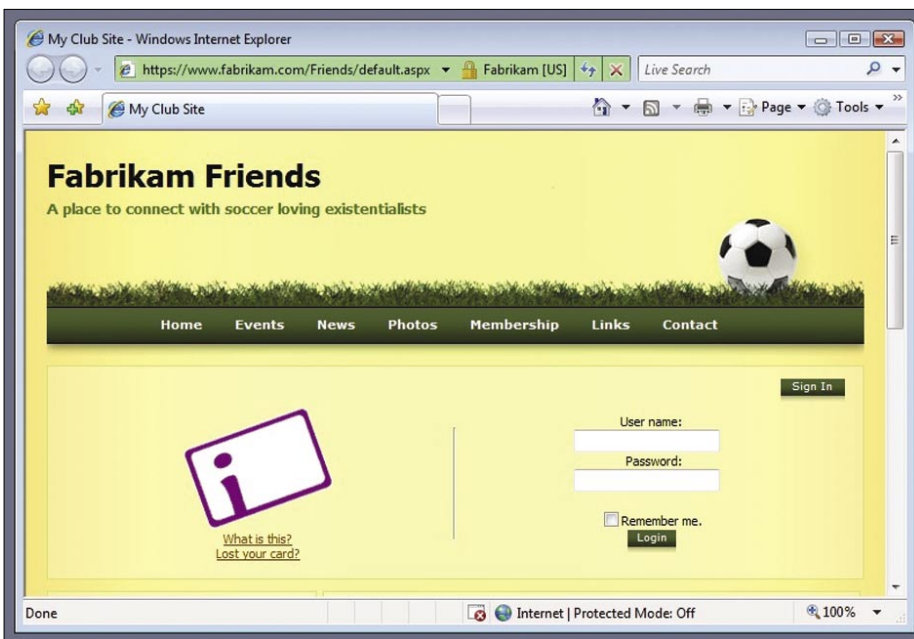 My Club Site - Windows Internet Explorer
https://www.fabrikam.com/Friends/default.aspx Fabrikam [US] Live Search
My Club Site Page Tools
Fabrikam Friends
A place to connect with soccer loving existentialists
Home Events News Photos Membership Links Contact
Sign In
i
What is this?
Lost your card?
User name:
Password:
Remember me.
Login
Done Internet | Protected Mode: Off 100%